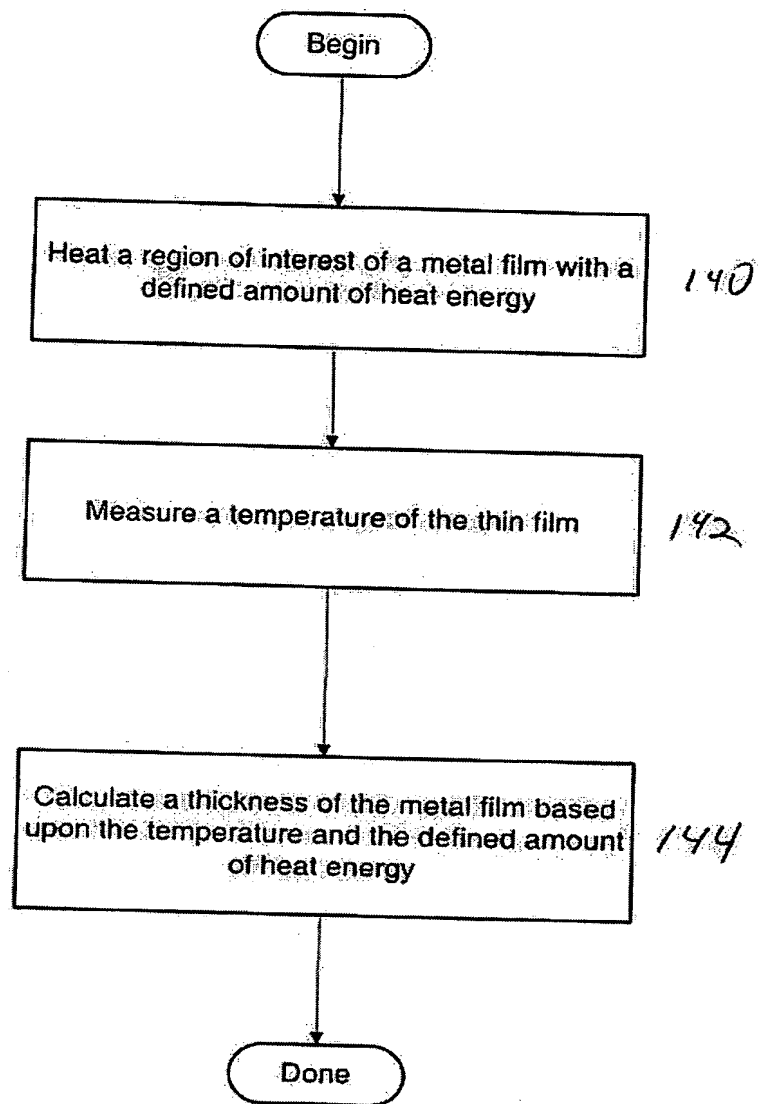 Begin
Heat a region of interest of a metal film with a
defined amount of heat energy
140
Measure a temperature of the thin film
142
Calculate a thickness of the metal film based
upon the temperature and the defined amount
of heat energy
144
Done